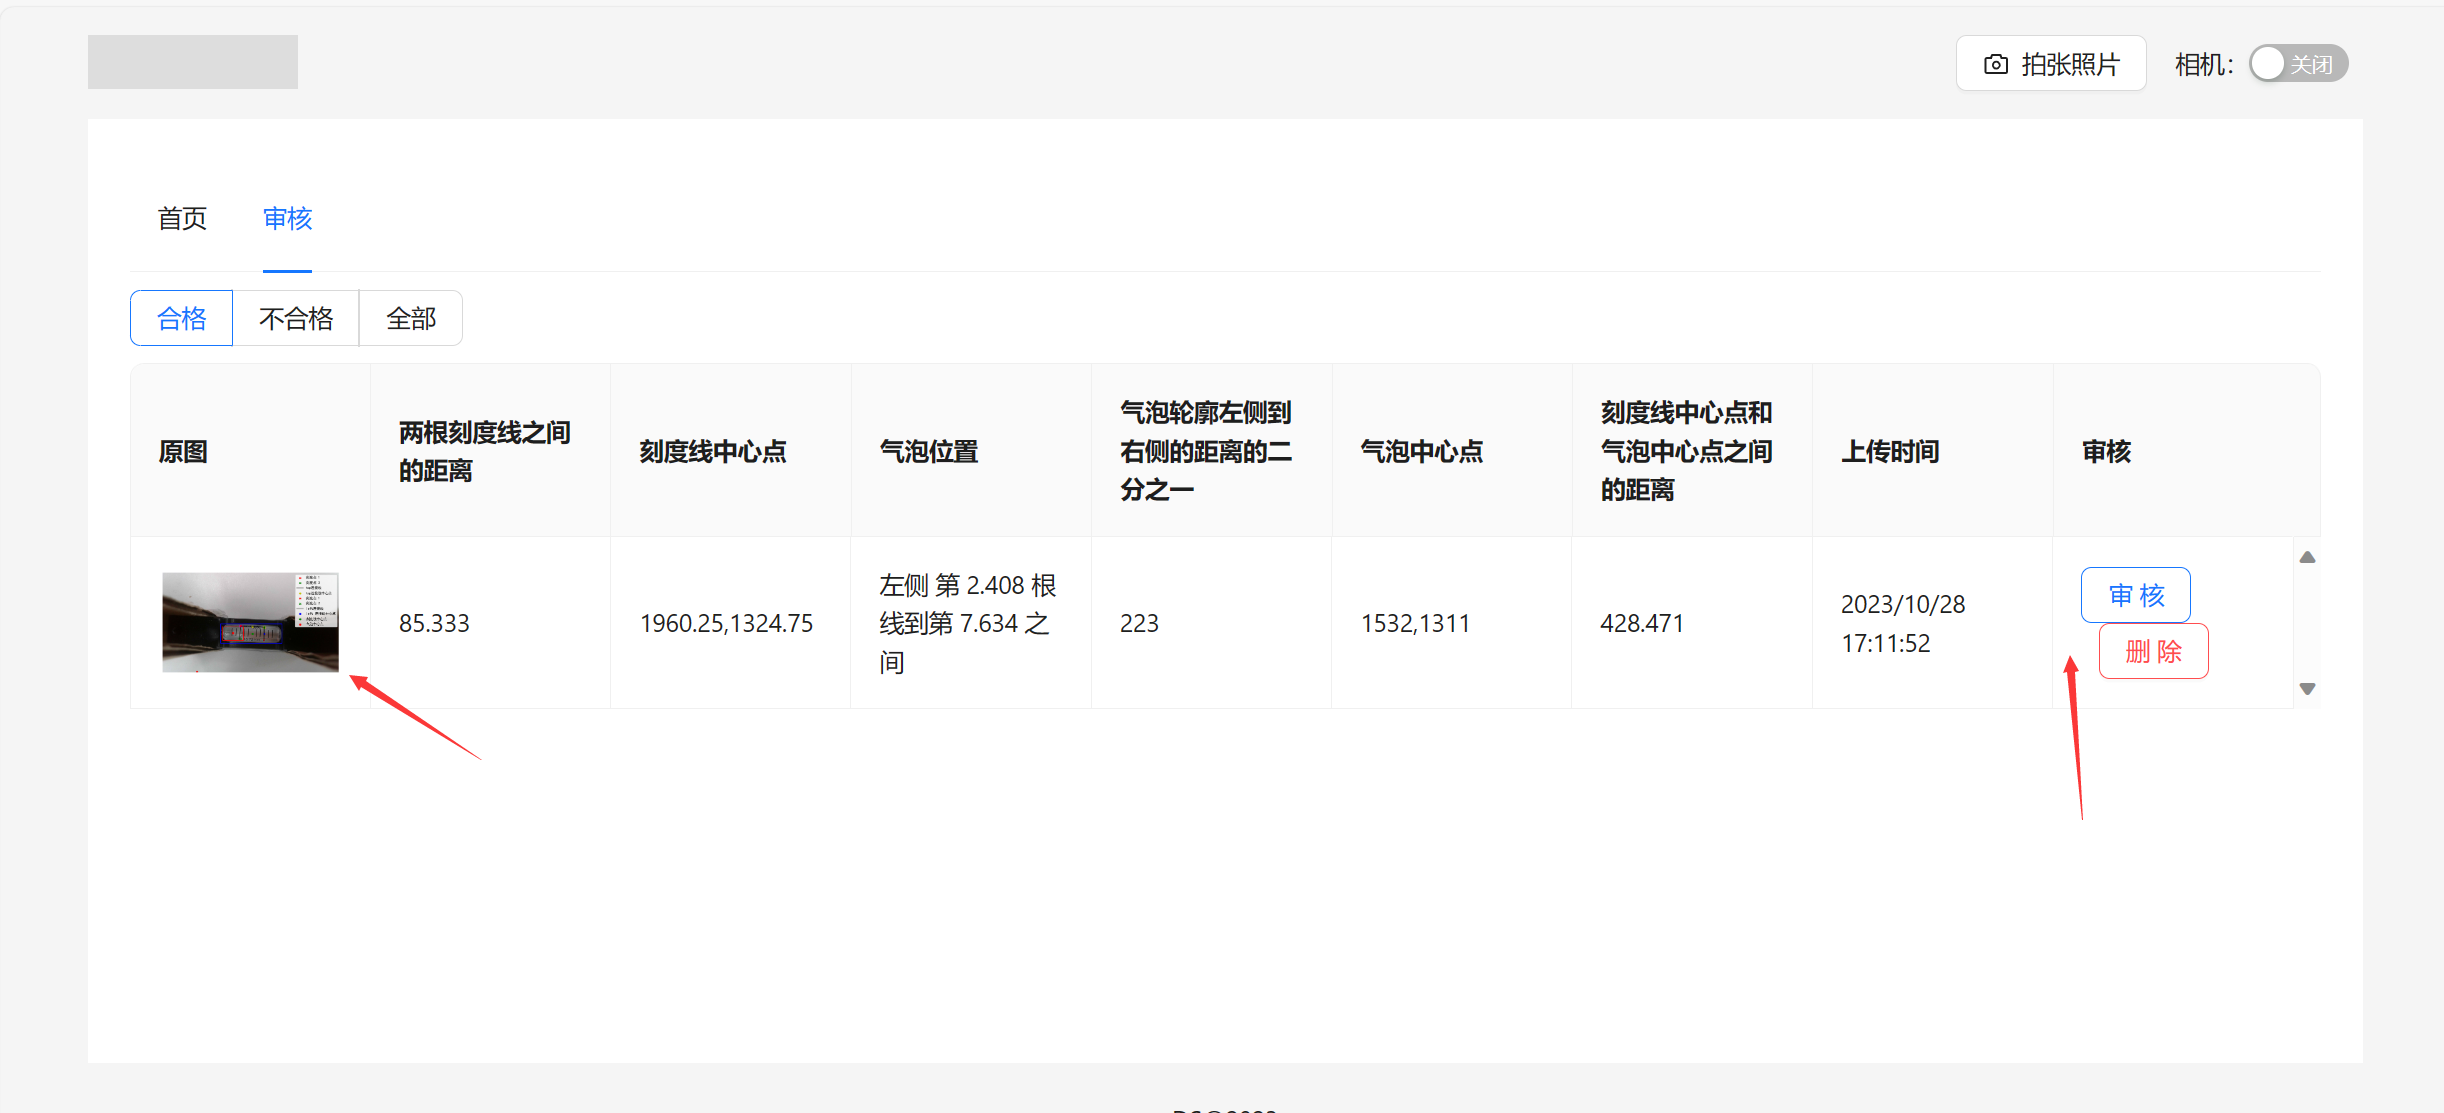 拍张照片
相机：
关闭
首页
审核
合格
不合格
全部
原图
两根刻度线之间
的距离
刻度线中心点
气泡位置
气泡轮廓左侧到
右侧的距离的二
分之一
气泡中心点
刻度线中心点和
气泡中心点之间
的距离
上传时间
审核
85.333
1960.25,1324.75
左侧 第 2.408 根
线到第 7.634 之
间
223
1532,1311
428.471
2023/10/28
17:11:52
审 核
删 除